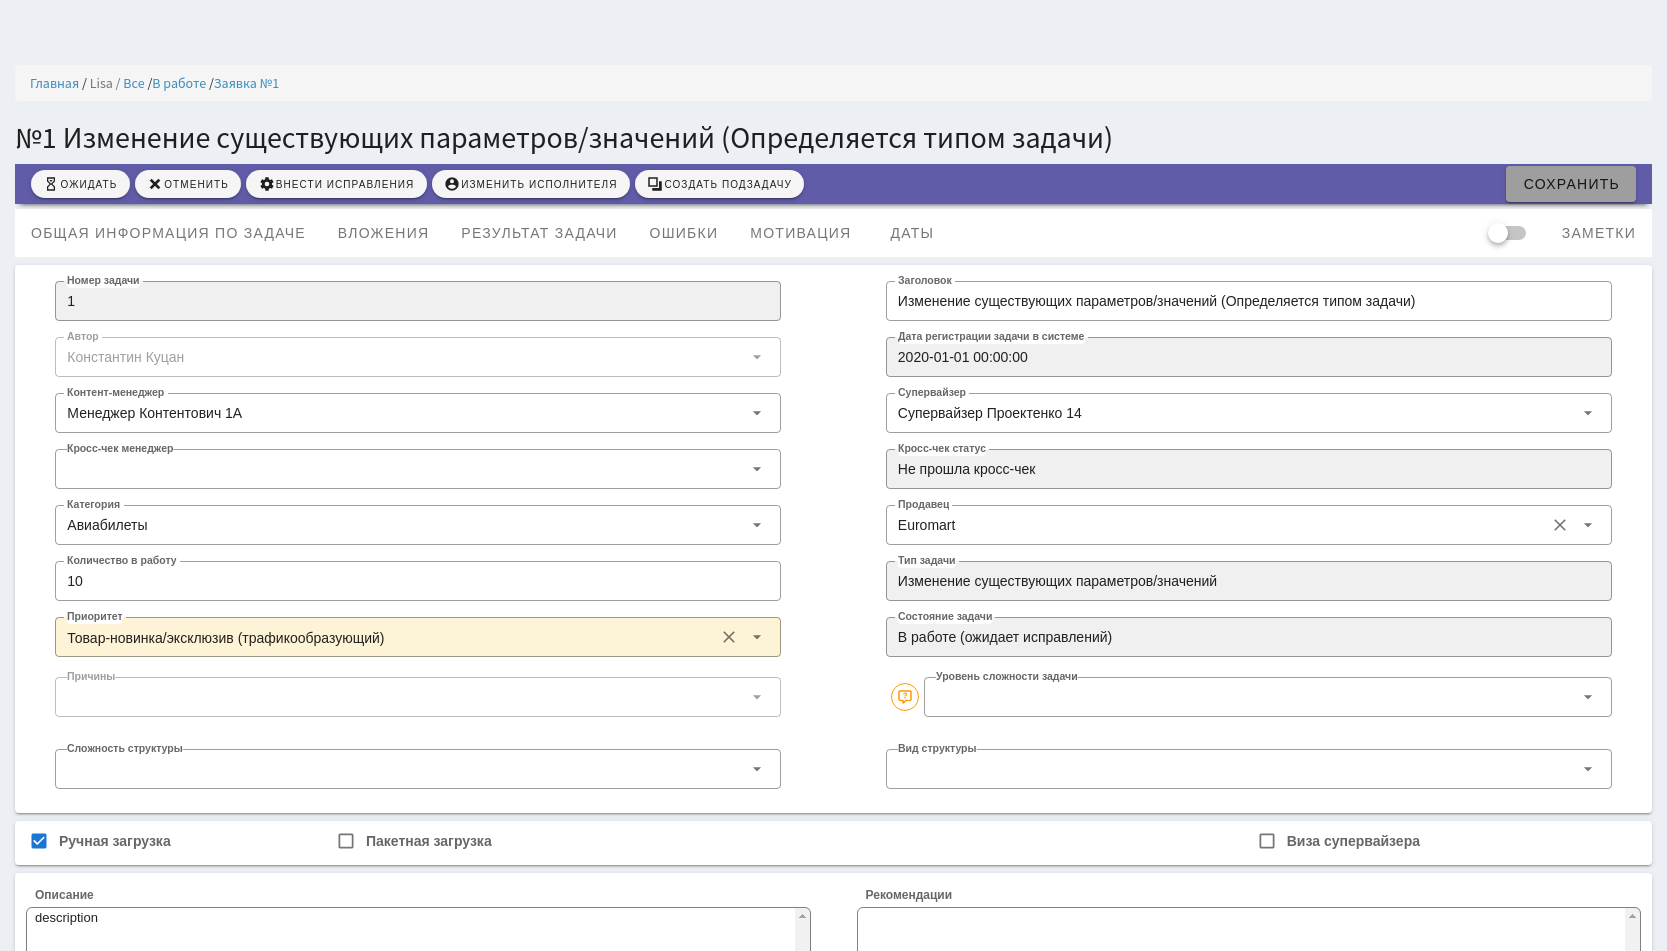 Главная / Lisa / Все /В работе /Заявка №1
№1 Изменение существующих параметров/значений (Определяется типом задачи)
ОЖИДАТЬ ОТМЕНИТЬ ВНЕСТИ ИСПРАВЛЕНИЯ ИЗМЕНИТЬ ИСПОЛНИТЕЛЯ СОЗДАТЬ ПОДЗАДАЧУ СОХРАНИТЬ
ОБЩАЯ ИНФОРМАЦИЯ ПО ЗАДАЧЕ ВЛОЖЕНИЯ РЕЗУЛЬТАТ ЗАДАЧИ ОШИБКИ МОТИВАЦИЯ ДАТЫ ЗАМЕТКИ
Номер задачи Заголовок
1 Изменение существующих параметров/значений (Определяется типом задачи)
Автор Дата регистрации задачи в системе
Константин Куцан 2020-01-01 00:00:00
Контент-менеджер Супервайзер
Менеджер Контентович 1А Супервайзер Проектенко 14
Кросс-чек менеджер Кросс-чек статус
Не прошла кросс-чек
Категория Продавец
Авиабилеты Euromart
Количество в работу Тип задачи
10 Изменение существующих параметров/значений
Приоритет Состояние задачи
Товар-новинка/эксклюзив (трафикообразующий) В работе (ожидает исправлений)
Причины Уровень сложности задачи
Сложность структуры Вид структуры
Ручная загрузка Пакетная загрузка Виза супервайзера
Описание Рекомендации
description